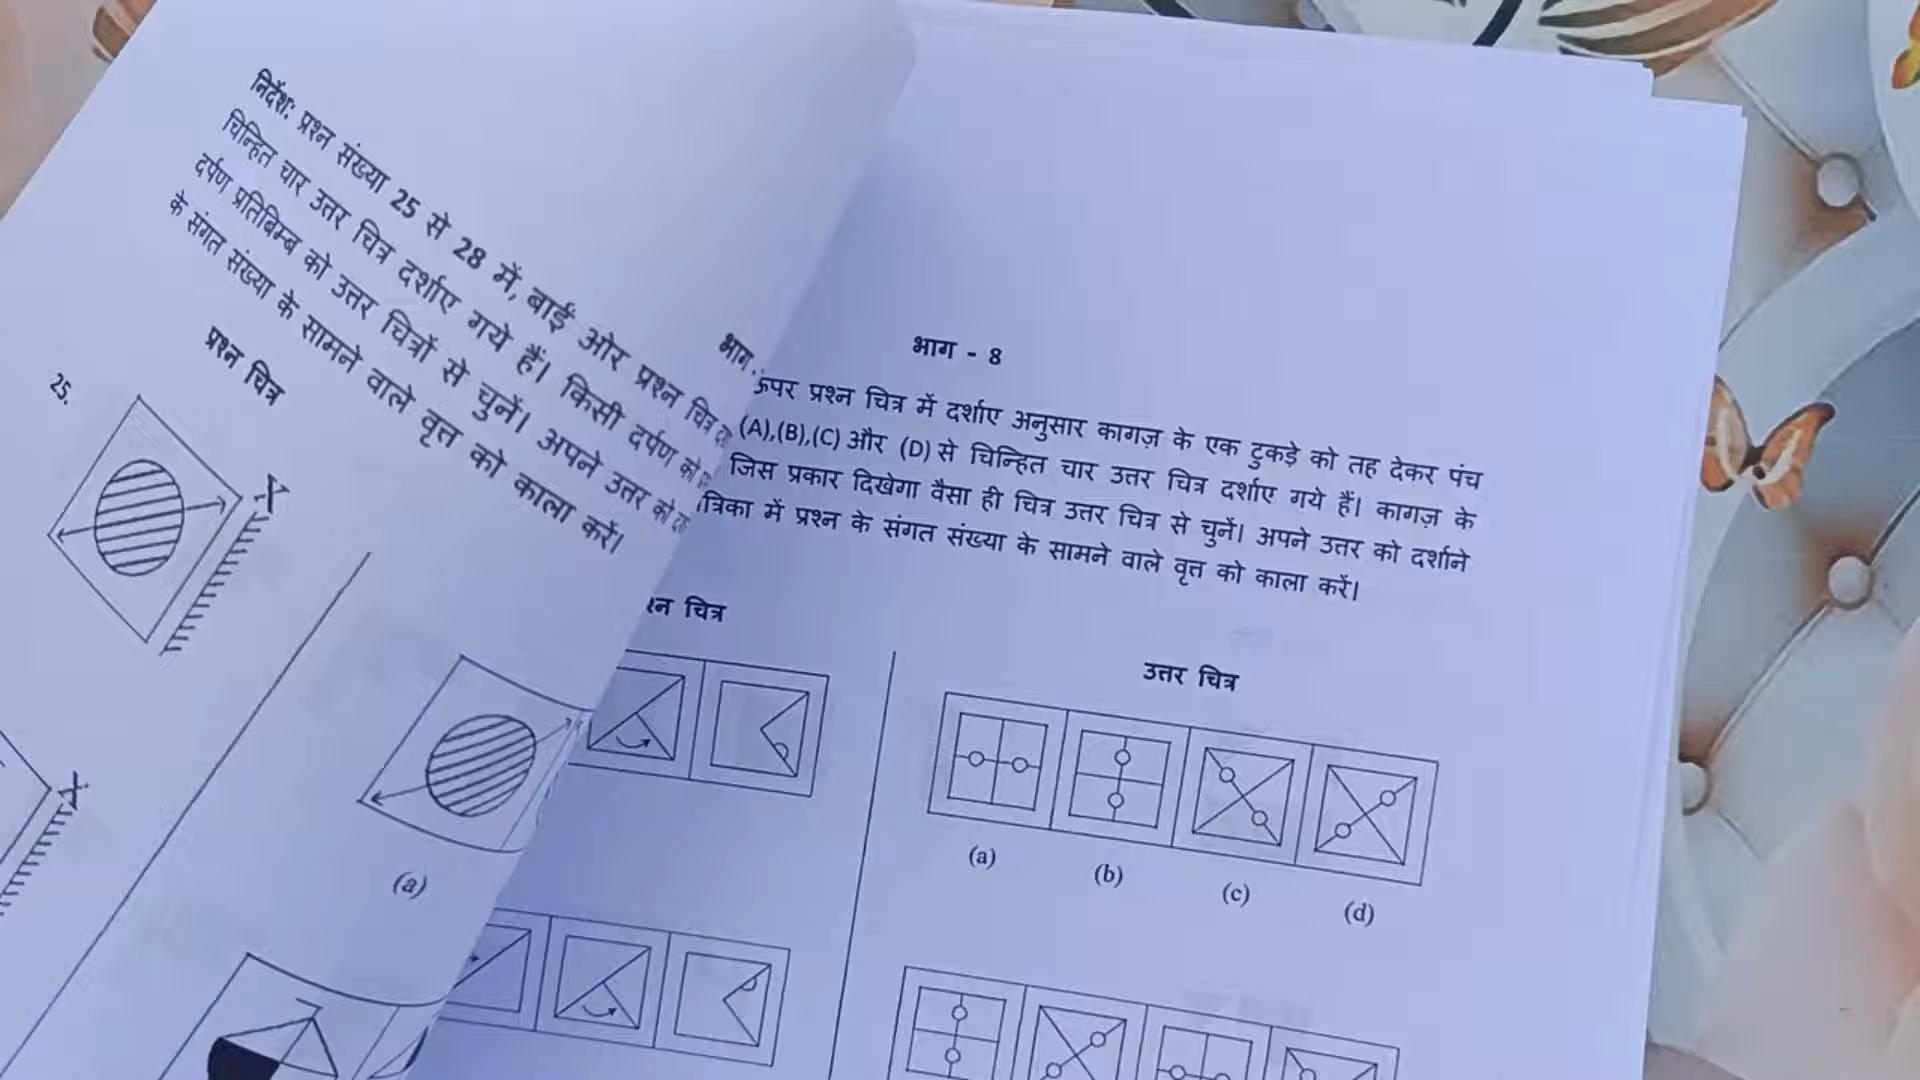 निर्देश: प्रश्न संख्या 25 से 28 में, बाईं ओर प्रश्न चित्र
चिन्हित चार उत्तर चित्र दर्शाए गये हैं। किसी दर्पण को
दर्पण प्रतिबिम्ब को उत्तर चित्रों से चुनें। अपने उत्तर को
के संगत संख्या के सामने वाले वृत्त को काला करें।
प्रश्न चित्र
25.
X
(a)
X
भाग
भाग - 8
ऊपर प्रश्न चित्र में दर्शाए अनुसार कागज़ के एक टुकड़े को तह देकर पंच
(A),(B),(C) और (D) से चिन्हित चार उत्तर चित्र दर्शाए गये हैं। कागज़ के
जिस प्रकार दिखेगा वैसा ही चित्र उत्तर चित्र से चुनें। अपने उत्तर को दर्शाने
में प्रश्न के संगत संख्या के सामने वाले वृत्त को काला करें।
चित्र
उत्तर चित्र
(a) (b) (c) (d)